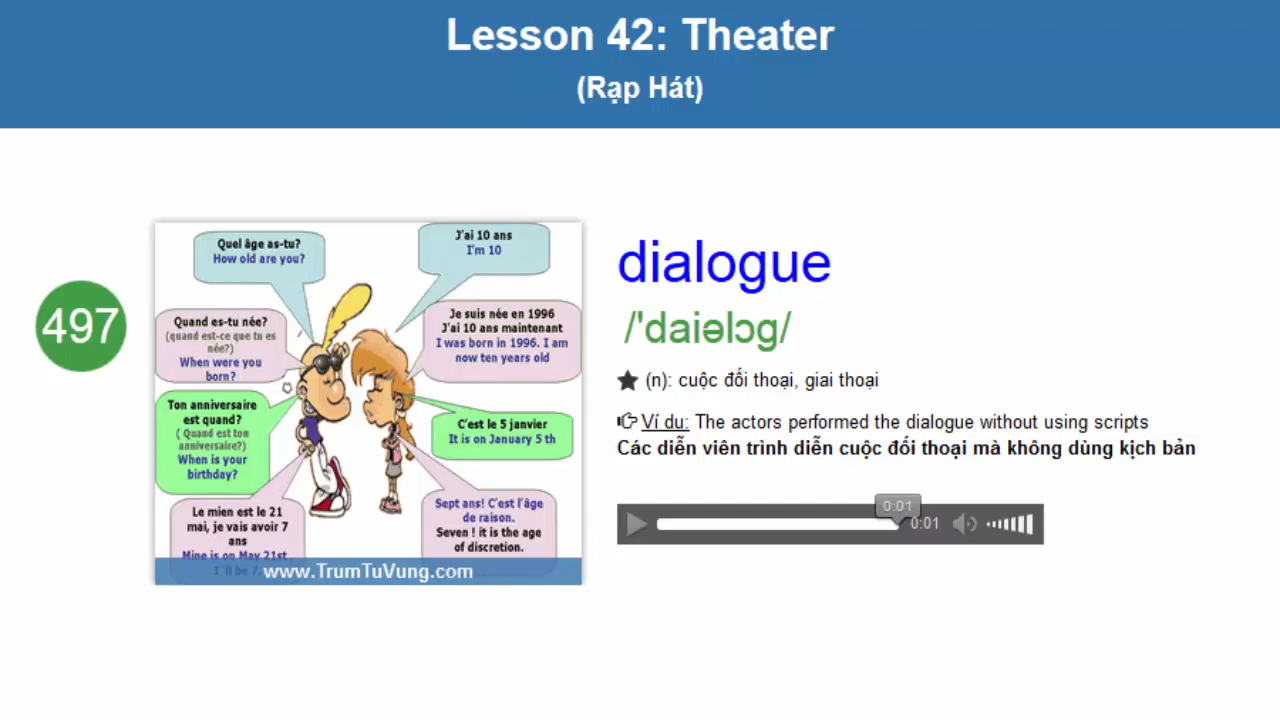 Lesson 42: Theater
(Rạp Hát)
497
Quel âge as-tu?
How old are you?
J'ai 10 ans
I'm 10
Quand es-tu née?
(quand est-ce que tu es
née?)
When were you
born?
Je suis née en 1996
J'ai 10 ans maintenant
I was born in 1996. I am
now ten years old
Ton anniversaire
est quand?
( Quand est ton
anniversaire?)
When is your
birthday?
C'est le 5 janvier
It is on January 5 th
Le mien est le 21
mai, je vais avoir 7
ans
Mine is on May 21st,
I'll be 7.
Sept ans! C'est l'âge
de raison.
Seven ! it is the age
of discretion.
www.TrumTuVung.com
dialogue
/'daiəlɔg/
(n): cuộc đối thoại, giai thoại
Ví dụ: The actors performed the dialogue without using scripts
Các diễn viên trình diễn cuộc đối thoại mà không dùng kịch bản
0:01
0:01